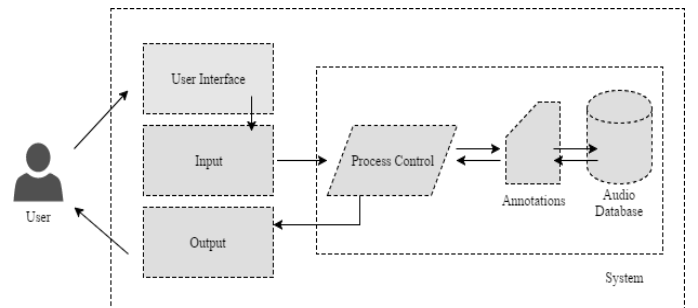 User Interface
Input
Process Control
Annotations
Audio
Database
User
Output
System